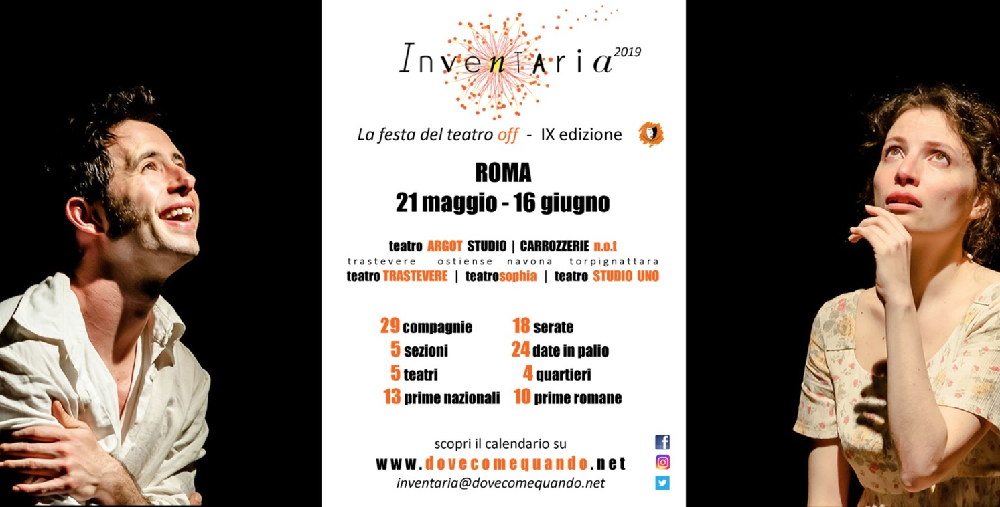 InvenTAria 2019
La festa del teatro off - IX edizione
ROMA
21 maggio - 16 giugno
teatro ARGOT STUDIO | CARROZZERIE n.o.t
trastevere ostiense navona torpignattara
teatro TRASTEVERE | teatrosophia | teatro STUDIO UNO
29 compagnie 18 serate
5 sezioni 24 date in palio
5 teatri 4 quartieri
13 prime nazionali 10 prime romane
scopri il calendario su
www.dovecomequando.net
inventaria@dovecomequando.net